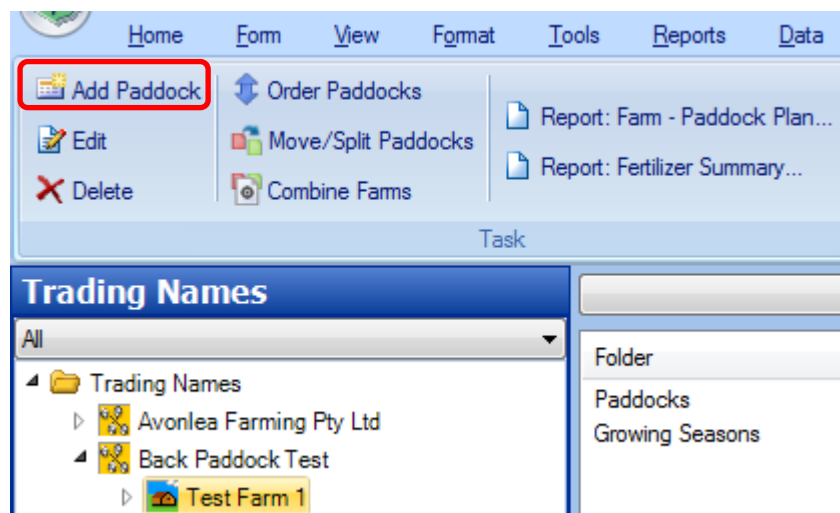 Home Form View Format Tools Reports Data
Add Paddock
Edit
Delete
Order Paddocks
Move/Split Paddocks
Combine Farms
Report: Farm - Paddock Plan...
Report: Fertilizer Summary...
Task
Trading Names
All
Trading Names
Avonlea Farming Pty Ltd
Back Paddock Test
Test Farm 1
Folder
Paddocks
Growing Seasons